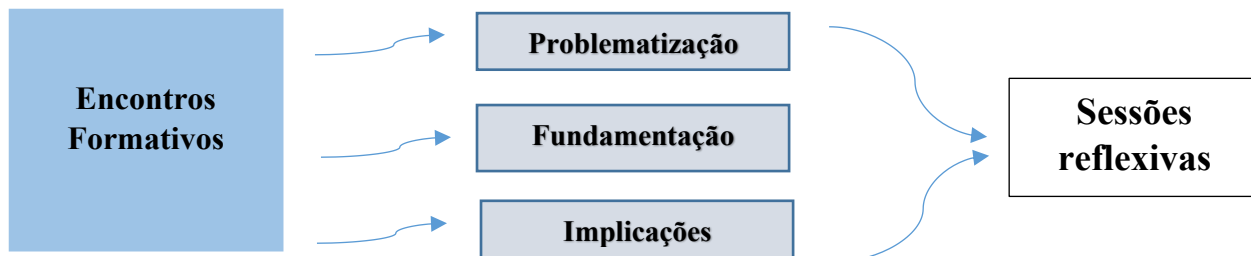 Encontros
Formativos
Problematização
Fundamentação
Implicações
Sessões
reflexivas